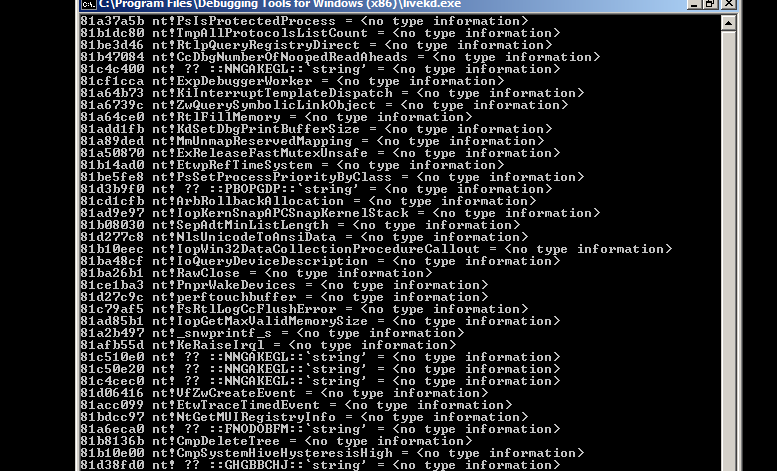 C:\Program Files\Debugging Tools for Windows (x86)\livekd.exe
81a37a5b nt!PsIsProtectedProcess = <no type information>
81b1dc80 nt!TmpAllProtocolsListCount = <no type information>
81be3d46 nt!RtlpQueryRegistryDirect = <no type information>
81b47084 nt!CcDbgNumberOfNoopedReadAheads = <no type information>
81c4c400 nt! ?? ::NNGAKEGL::`string' = <no type information>
81cf1cca nt!ExpDebuggerWorker = <no type information>
81a64b73 nt!KiInterruptTemplateDispatch = <no type information>
81a6739c nt!ZwQuerySymbolicLinkObject = <no type information>
81a64ce0 nt!RtlFillMemory = <no type information>
81add1fb nt!KdSetDbgPrintBufferSize = <no type information>
81a89ded nt!MmUnmapReservedMapping = <no type information>
81a50870 nt!ExReleaseFastMutexUnsafe = <no type information>
81b14ad0 nt!EtwpRefTimeSystem = <no type information>
81be5fe8 nt!PsSetProcessPriorityByClass = <no type information>
81d3b9f0 nt! ?? ::PBOPGDP::`string' = <no type information>
81cd1cfb nt!ArbRollbackAllocation = <no type information>
81ad9e97 nt!IopKernSnapAPCSnapKernelStack = <no type information>
81b08030 nt!SepAdtMinListLength = <no type information>
81d277c8 nt!NlsUnicodeToAnsiData = <no type information>
81b10eec nt!IopWin32DataCollectionProcedureCallout = <no type information>
81ba48cf nt!IoQueryDeviceDescription = <no type information>
81ba26b1 nt!RawClose = <no type information>
81ce1ba3 nt!PnprWakeDevices = <no type information>
81d27c9c nt!perftouchbuffer = <no type information>
81c79af5 nt!FsRtlLogCcFlushError = <no type information>
81ad85b1 nt!IopGetMaxValidMemorySize = <no type information>
81a2b497 nt!_snwprintf_s = <no type information>
81afb55d nt!KeRaiseIrql = <no type information>
81c510e0 nt! ?? ::NNGAKEGL::`string' = <no type information>
81c50e20 nt! ?? ::NNGAKEGL::`string' = <no type information>
81c4cec0 nt! ?? ::NNGAKEGL::`string' = <no type information>
81d06416 nt!VfZwCreateEvent = <no type information>
81acc099 nt!EtwTraceTimedEvent = <no type information>
81bdcc97 nt!NtGetMUIRegistryInfo = <no type information>
81a6eca0 nt! ?? ::FNODOBFM::`string' = <no type information>
81b8136b nt!CmpDeleteTree = <no type information>
81b10e00 nt!CmpSystemHiveHysteresisHigh = <no type information>
81d38fd0 nt! ?? ::GHGBBCHJ::`string' = <no type information>